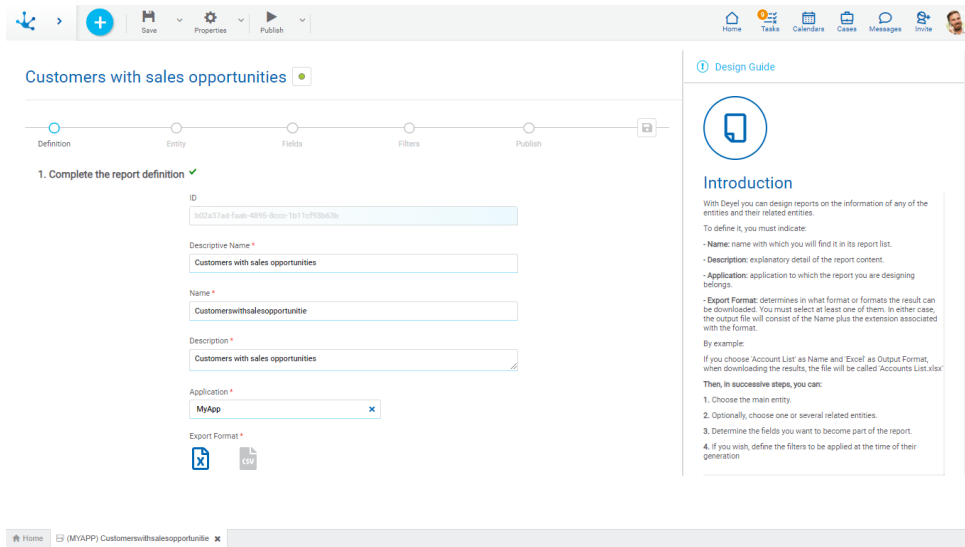 Save
Properties
Publish
Home
9
Tasks
Calendars
Cases
Messages
Invite
Customers with sales opportunities
Definition
Entity
Fields
Filters
Publish
1. Complete the report definition
ID
Descriptive Name *
Customers with sales opportunities
Name *
Customerswithsalesopportunitie
Description *
Customers with sales opportunities
Application *
MyApp
Export Format *
X
CSV
Design Guide
Introduction
With Deyel you can design reports on the information of any of the
entities and their related entities.
To define it, you must indicate:
- Name: name with which you will find it in its report list.
- Description: explanatory detail of the report content.
- Application: application to which the report you are designing
belongs.
- Export Format: determines in what format or formats the result can
be downloaded. You must select at least one of them. In either case,
the output file will consist of the Name plus the extension associated
with the format.
By example:
If you choose 'Account List' as Name and 'Excel' as Output Format,
when downloading the results, the file will be called 'Accounts List.xlsx'
Then, in successive steps, you can:
1. Choose the main entity.
2. Optionally, choose one or several related entities.
3. Determine the fields you want to become part of the report.
4. If you wish, define the filters to be applied at the time of their
generation
Home
(MYAPP) Customerswithsalesopportunitie